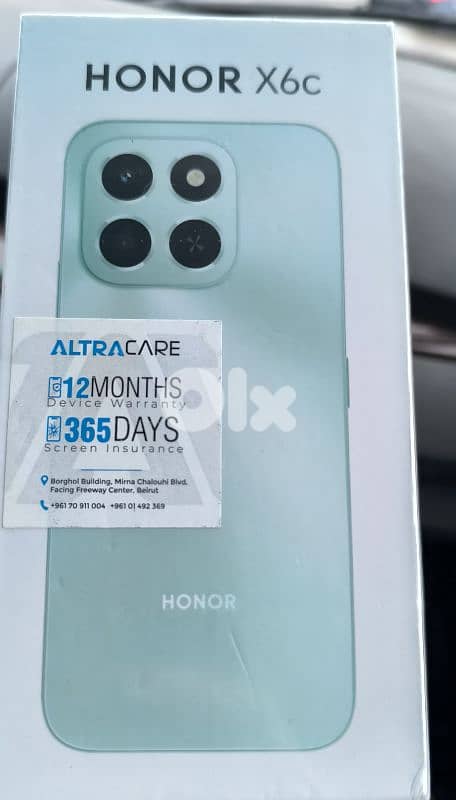 HONOR X6c
ALTRACARE
12MONTHS
Device Warranty
365DAYS
Screen Insurance
Borghol Building, Mirna Chalouhi Blvd,
Facing Freeway Center, Beirut
+961 70 911 004 +961 01 492 369
olx
HONOR